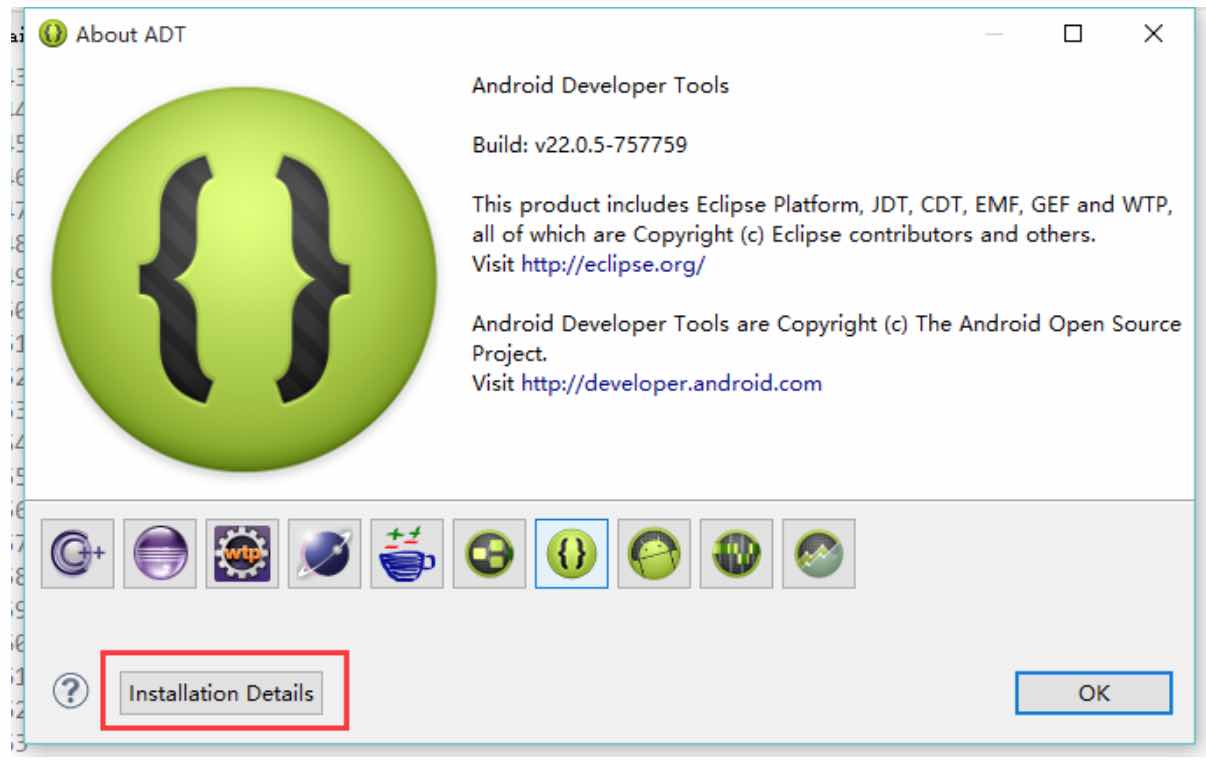 About ADT
Android Developer Tools
Build: v22.0.5-757759
This product includes Eclipse Platform, JDT, CDT, EMF, GEF and WTP,
all of which are Copyright (c) Eclipse contributors and others.
Visit http://eclipse.org/
Android Developer Tools are Copyright (c) The Android Open Source
Project.
Visit http://developer.android.com
C++
wtp
Installation Details
OK